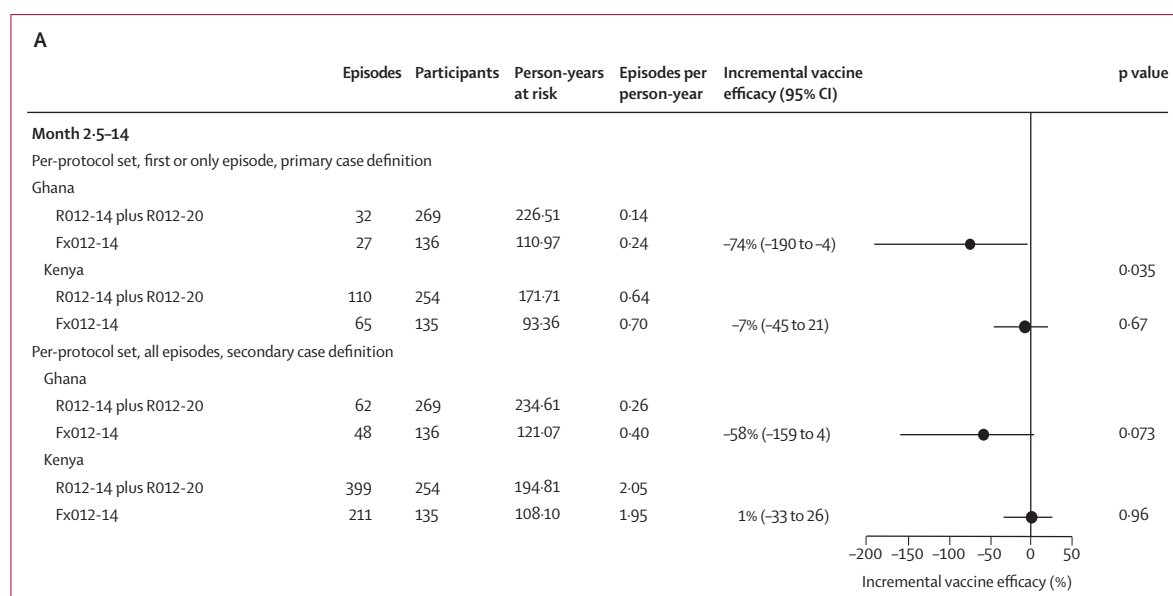 A
Episodes Participants Person-years at risk Episodes per person-year Incremental vaccine efficacy (95% CI) p value
Month 2·5–14
Per-protocol set, first or only episode, primary case definition
Ghana
R012-14 plus R012-20 32 269 226·51 0·14
Fx012-14 27 136 110·97 0·24 –74% (–190 to –4)
Kenya 0·035
R012-14 plus R012-20 110 254 171·71 0·64
Fx012-14 65 135 93·36 0·70 –7% (–45 to 21) 0·67
Per-protocol set, all episodes, secondary case definition
Ghana
R012-14 plus R012-20 62 269 234·61 0·26
Fx012-14 48 136 121·07 0·40 –58% (–159 to 4) 0·073
Kenya
R012-14 plus R012-20 399 254 194·81 2·05
Fx012-14 211 135 108·10 1·95 1% (–33 to 26) 0·96
–200 –150 –100 –50 0 50
Incremental vaccine efficacy (%)